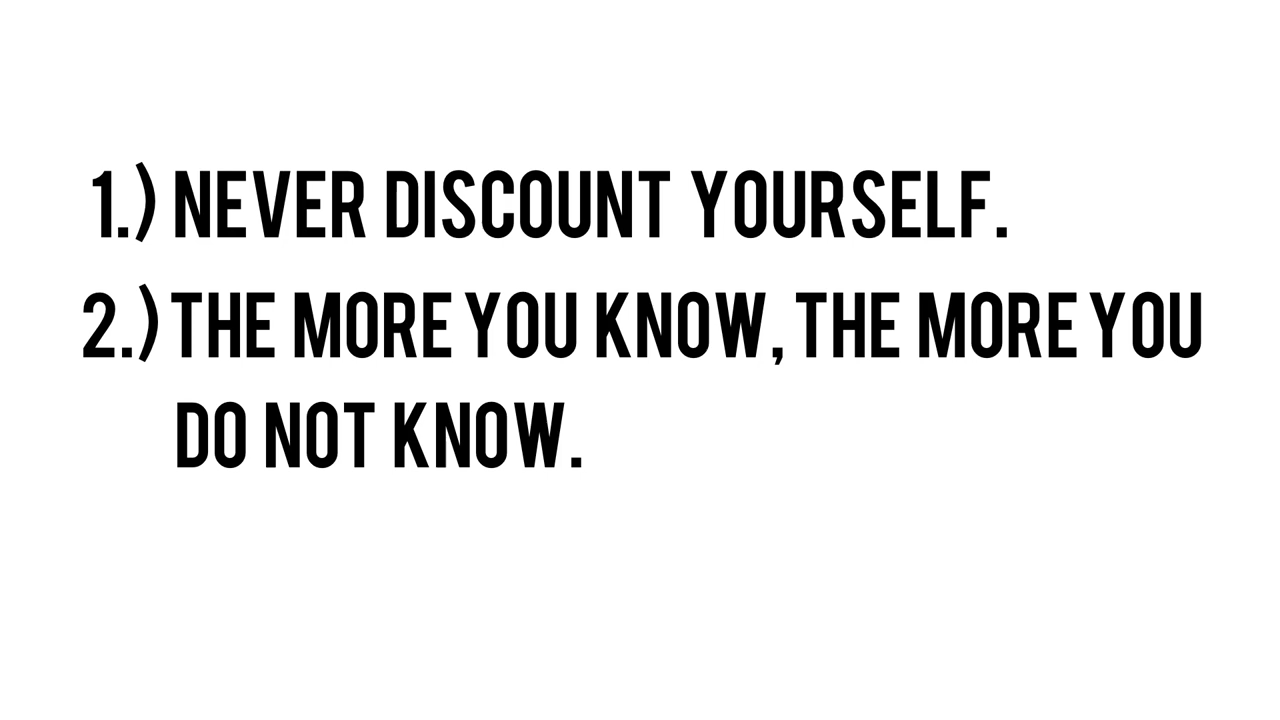 1.) NEVER DISCOUNT YOURSELF.
2.) THE MORE YOU KNOW, THE MORE YOU
DO NOT KNOW.